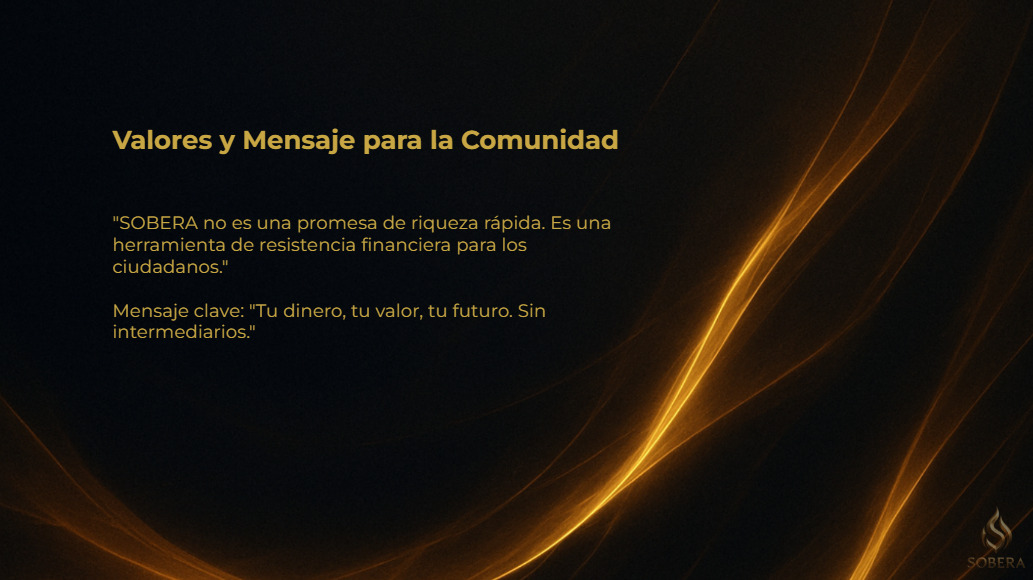 Valores y Mensaje para la Comunidad
"SOBERA no es una promesa de riqueza rápida. Es una
herramienta de resistencia financiera para los
ciudadanos."
Mensaje clave: "Tu dinero, tu valor, tu futuro. Sin
intermediarios."
SOBERA